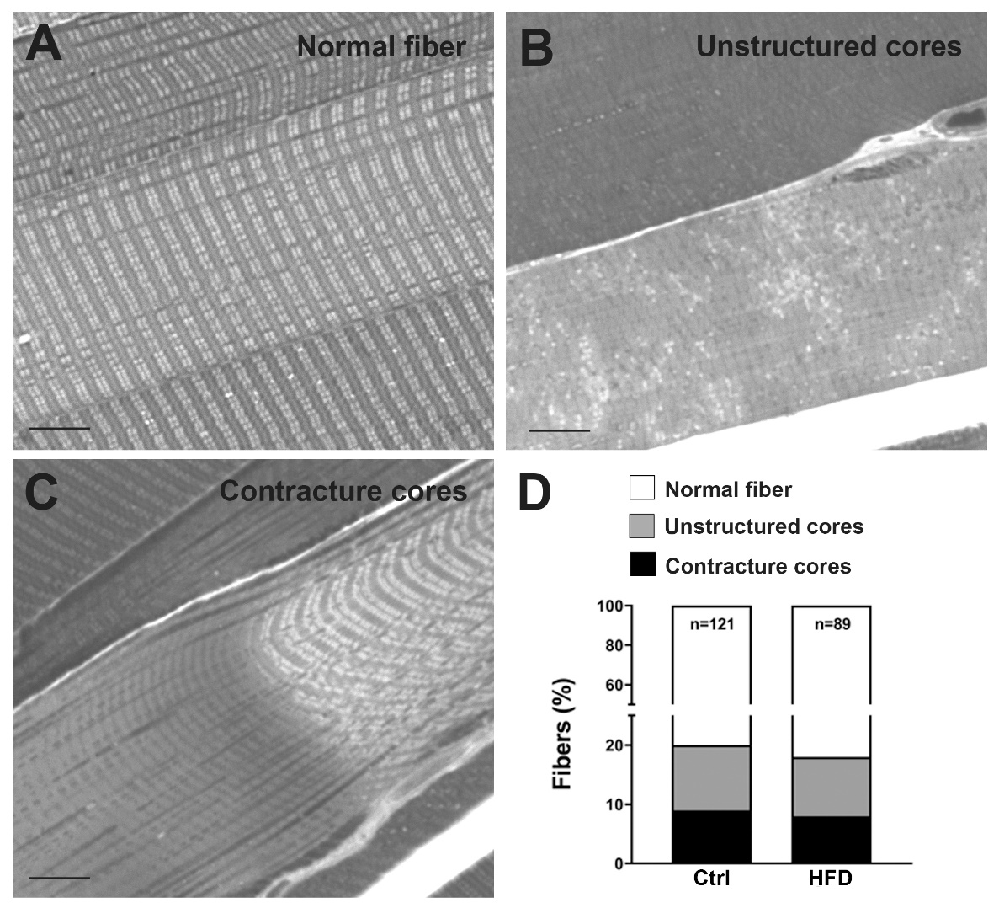 A
Normal fiber
B
Unstructured cores
C
Contracture cores
D
Normal fiber
Unstructured cores
Contracture cores
Fibers (%)
100
80
60
20
10
0
n=121
n=89
Ctrl
HFD